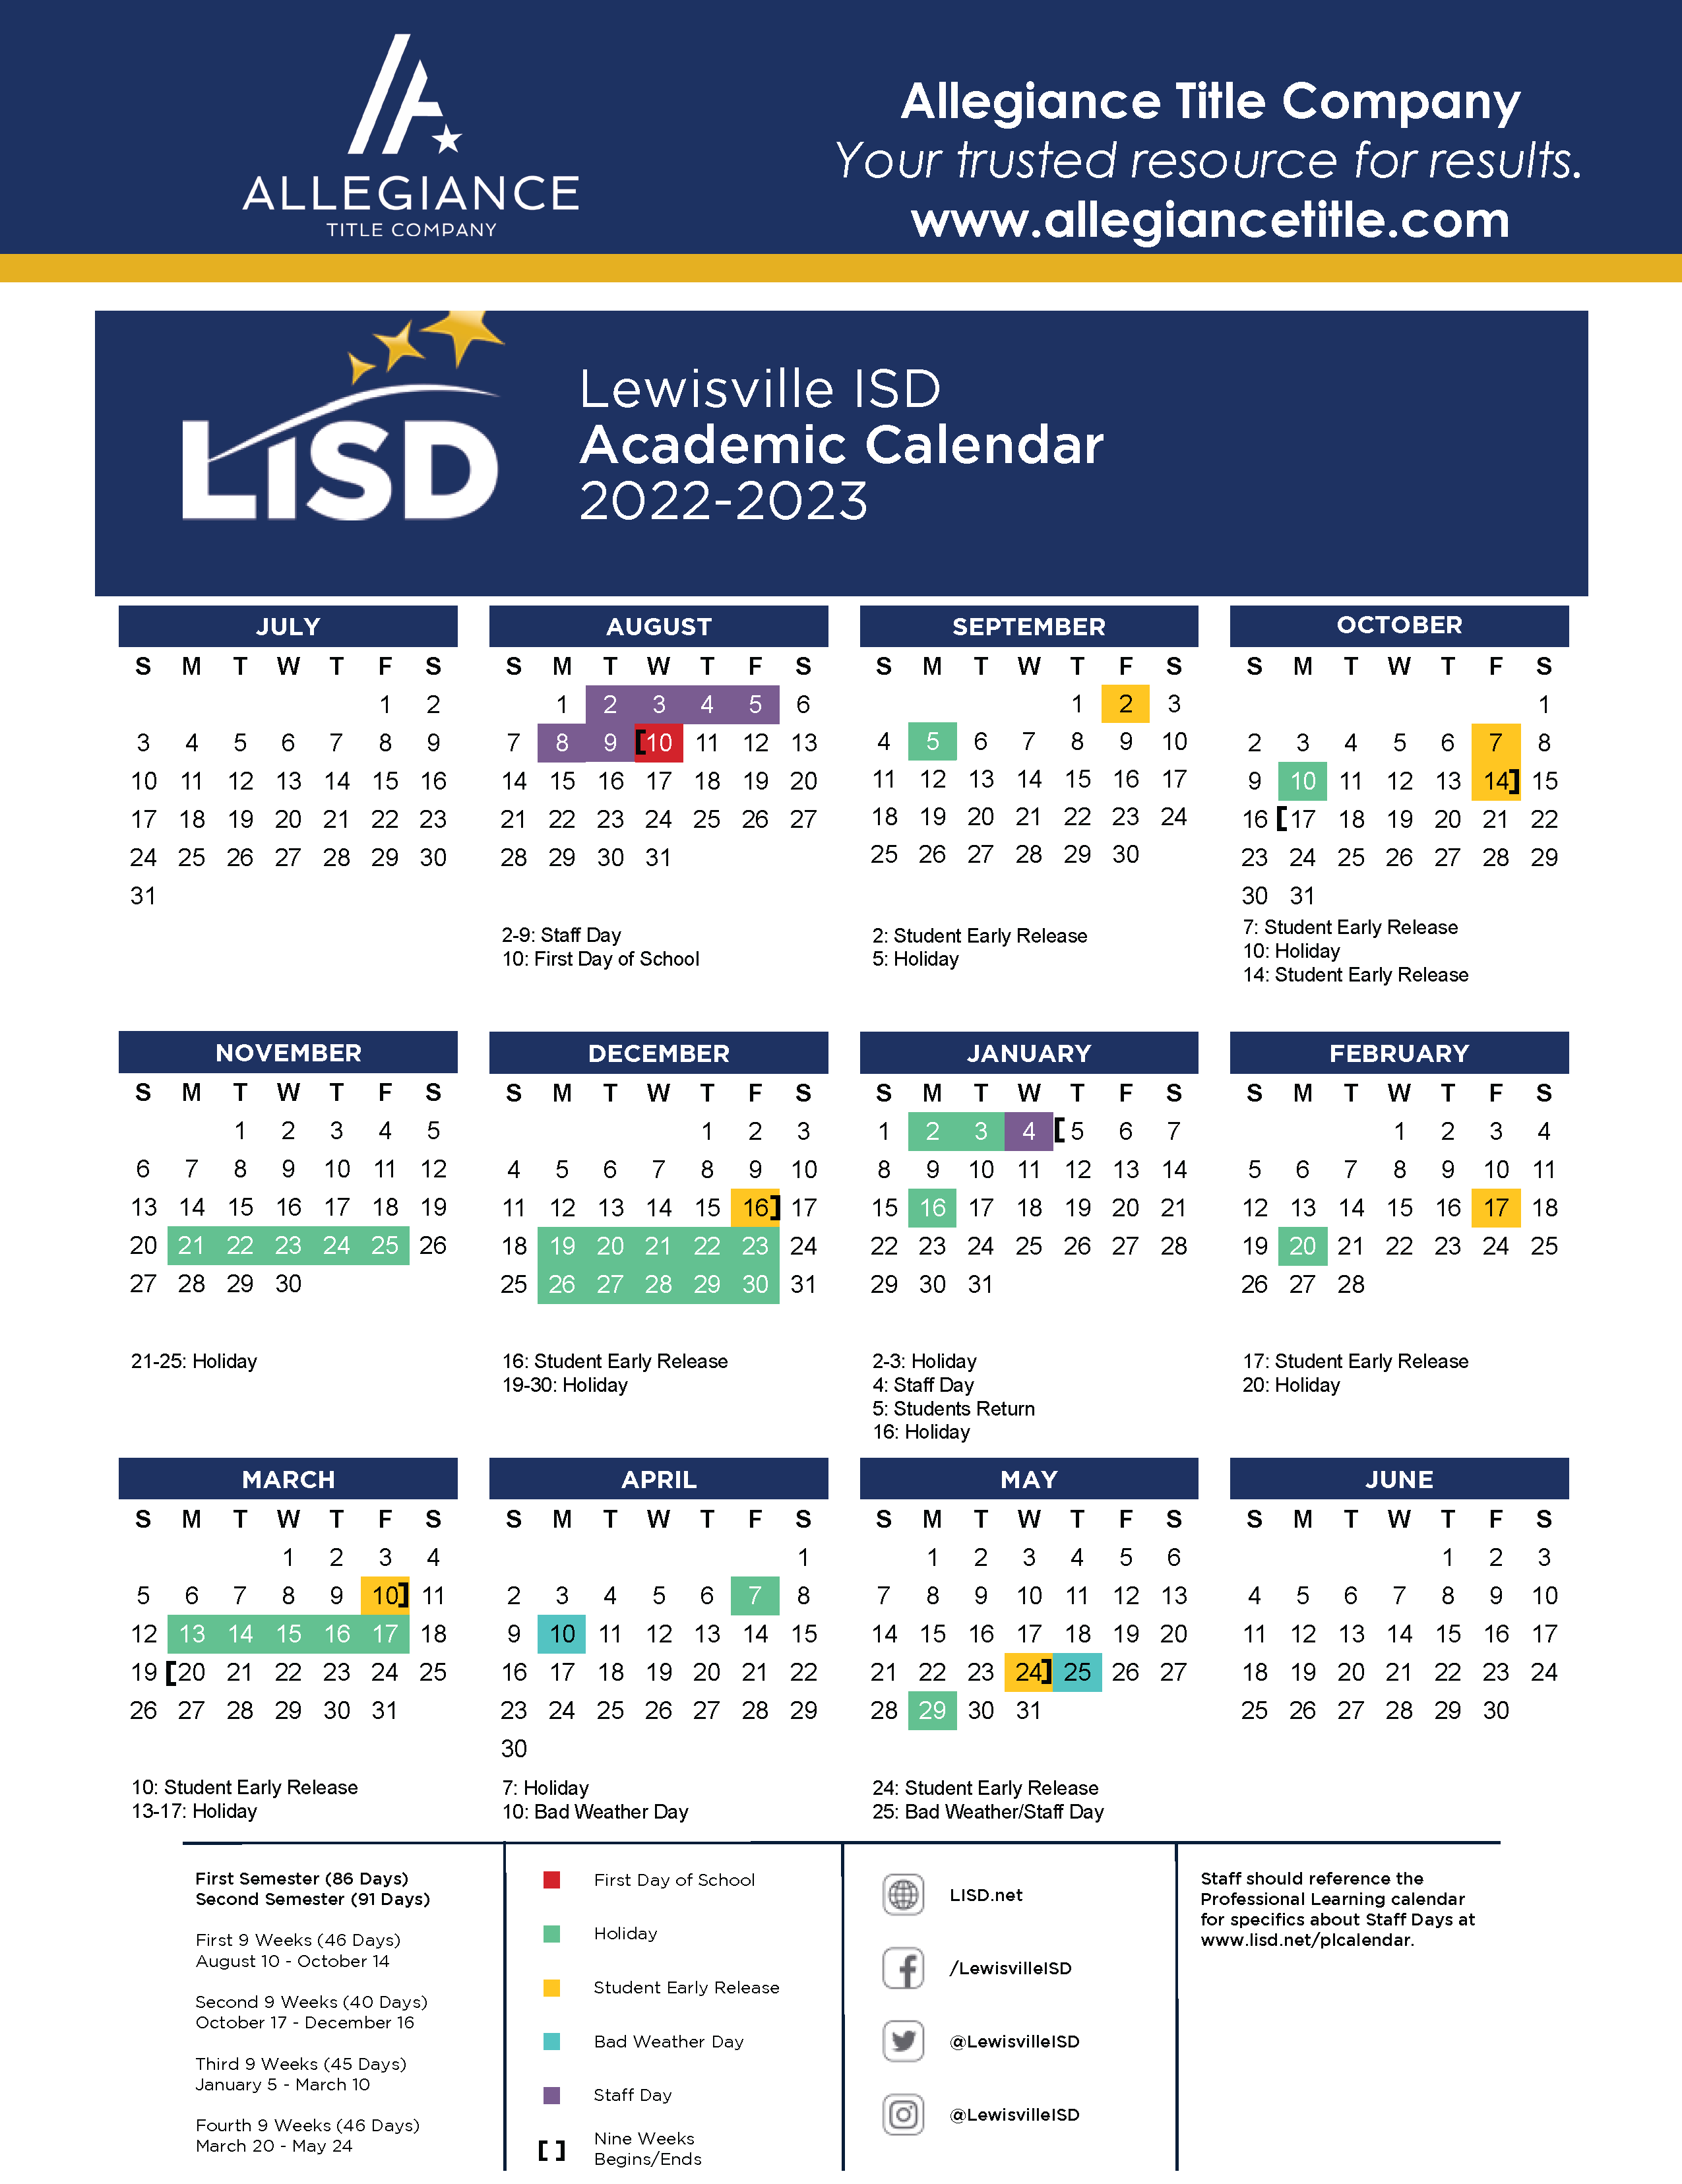 ALLEGIANCE
TITLE COMPANY
Allegiance Title Company
Your trusted resource for results.
www.allegiancetitle.com
LiSD
Lewisville ISD
Academic Calendar
2022-2023
JULY
S M T W T F S
1 2
3 4 5 6 7 8 9
10 11 12 13 14 15 16
17 18 19 20 21 22 23
24 25 26 27 28 29 30
31
AUGUST
S M T W T F S
1 2 3 4 5 6
7 8 9 [10 11 12 13
14 15 16 17 18 19 20
21 22 23 24 25 26 27
28 29 30 31
2-9: Staff Day
10: First Day of School
SEPTEMBER
S M T W T F S
1 2 3
4 5 6 7 8 9 10
11 12 13 14 15 16 17
18 19 20 21 22 23 24
25 26 27 28 29 30
2: Student Early Release
5: Holiday
OCTOBER
S M T W T F S
1
2 3 4 5 6 7 8
9 10 11 12 13 14] 15
16 [17 18 19 20 21 22
23 24 25 26 27 28 29
30 31
7: Student Early Release
10: Holiday
14: Student Early Release
NOVEMBER
S M T W T F S
1 2 3 4 5
6 7 8 9 10 11 12
13 14 15 16 17 18 19
20 21 22 23 24 25 26
27 28 29 30
21-25: Holiday
DECEMBER
S M T W T F S
1 2 3
4 5 6 7 8 9 10
11 12 13 14 15 16] 17
18 19 20 21 22 23 24
25 26 27 28 29 30 31
16: Student Early Release
19-30: Holiday
JANUARY
S M T W T F S
1 2 3 4 [5 6 7
8 9 10 11 12 13 14
15 16 17 18 19 20 21
22 23 24 25 26 27 28
29 30 31
2-3: Holiday
4: Staff Day
5: Students Return
16: Holiday
FEBRUARY
S M T W T F S
1 2 3 4
5 6 7 8 9 10 11
12 13 14 15 16 17 18
19 20 21 22 23 24 25
26 27 28
17: Student Early Release
20: Holiday
MARCH
S M T W T F S
1 2 3 4
5 6 7 8 9 10] 11
12 13 14 15 16 17 18
19 [20 21 22 23 24 25
26 27 28 29 30 31
10: Student Early Release
13-17: Holiday
APRIL
S M T W T F S
1
2 3 4 5 6 7 8
9 10 11 12 13 14 15
16 17 18 19 20 21 22
23 24 25 26 27 28 29
30
7: Holiday
10: Bad Weather Day
MAY
S M T W T F S
1 2 3 4 5 6
7 8 9 10 11 12 13
14 15 16 17 18 19 20
21 22 23 24] 25 26 27
28 29 30 31
24: Student Early Release
25: Bad Weather/Staff Day
JUNE
S M T W T F S
1 2 3
4 5 6 7 8 9 10
11 12 13 14 15 16 17
18 19 20 21 22 23 24
25 26 27 28 29 30
First Semester (86 Days)
Second Semester (91 Days)
First 9 Weeks (46 Days)
August 10 - October 14
Second 9 Weeks (40 Days)
October 17 - December 16
Third 9 Weeks (45 Days)
January 5 - March 10
Fourth 9 Weeks (46 Days)
March 20 - May 24
First Day of School
Holiday
Student Early Release
Bad Weather Day
Staff Day
[ ] Nine Weeks
Begins/Ends
LISD.net
/LewisvilleISD
@LewisvilleISD
@LewisvilleISD
Staff should reference the
Professional Learning calendar
for specifics about Staff Days at
www.lisd.net/plcalendar.